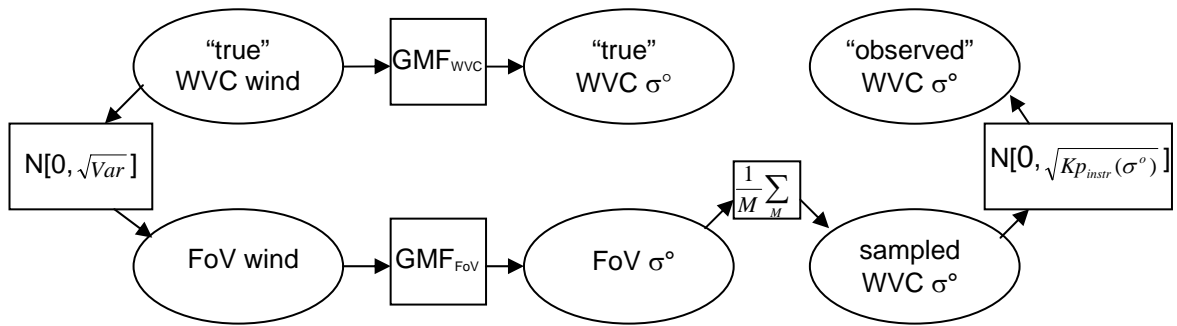 “true”
WVC wind
GMF_WVC
“true”
WVC σ°
“observed”
WVC σ°
N[0, √Var ]
N[0, √Kp_instr(σ^o) ]
1/M ∑_M
FoV wind
GMF_FoV
FoV σ°
sampled
WVC σ°